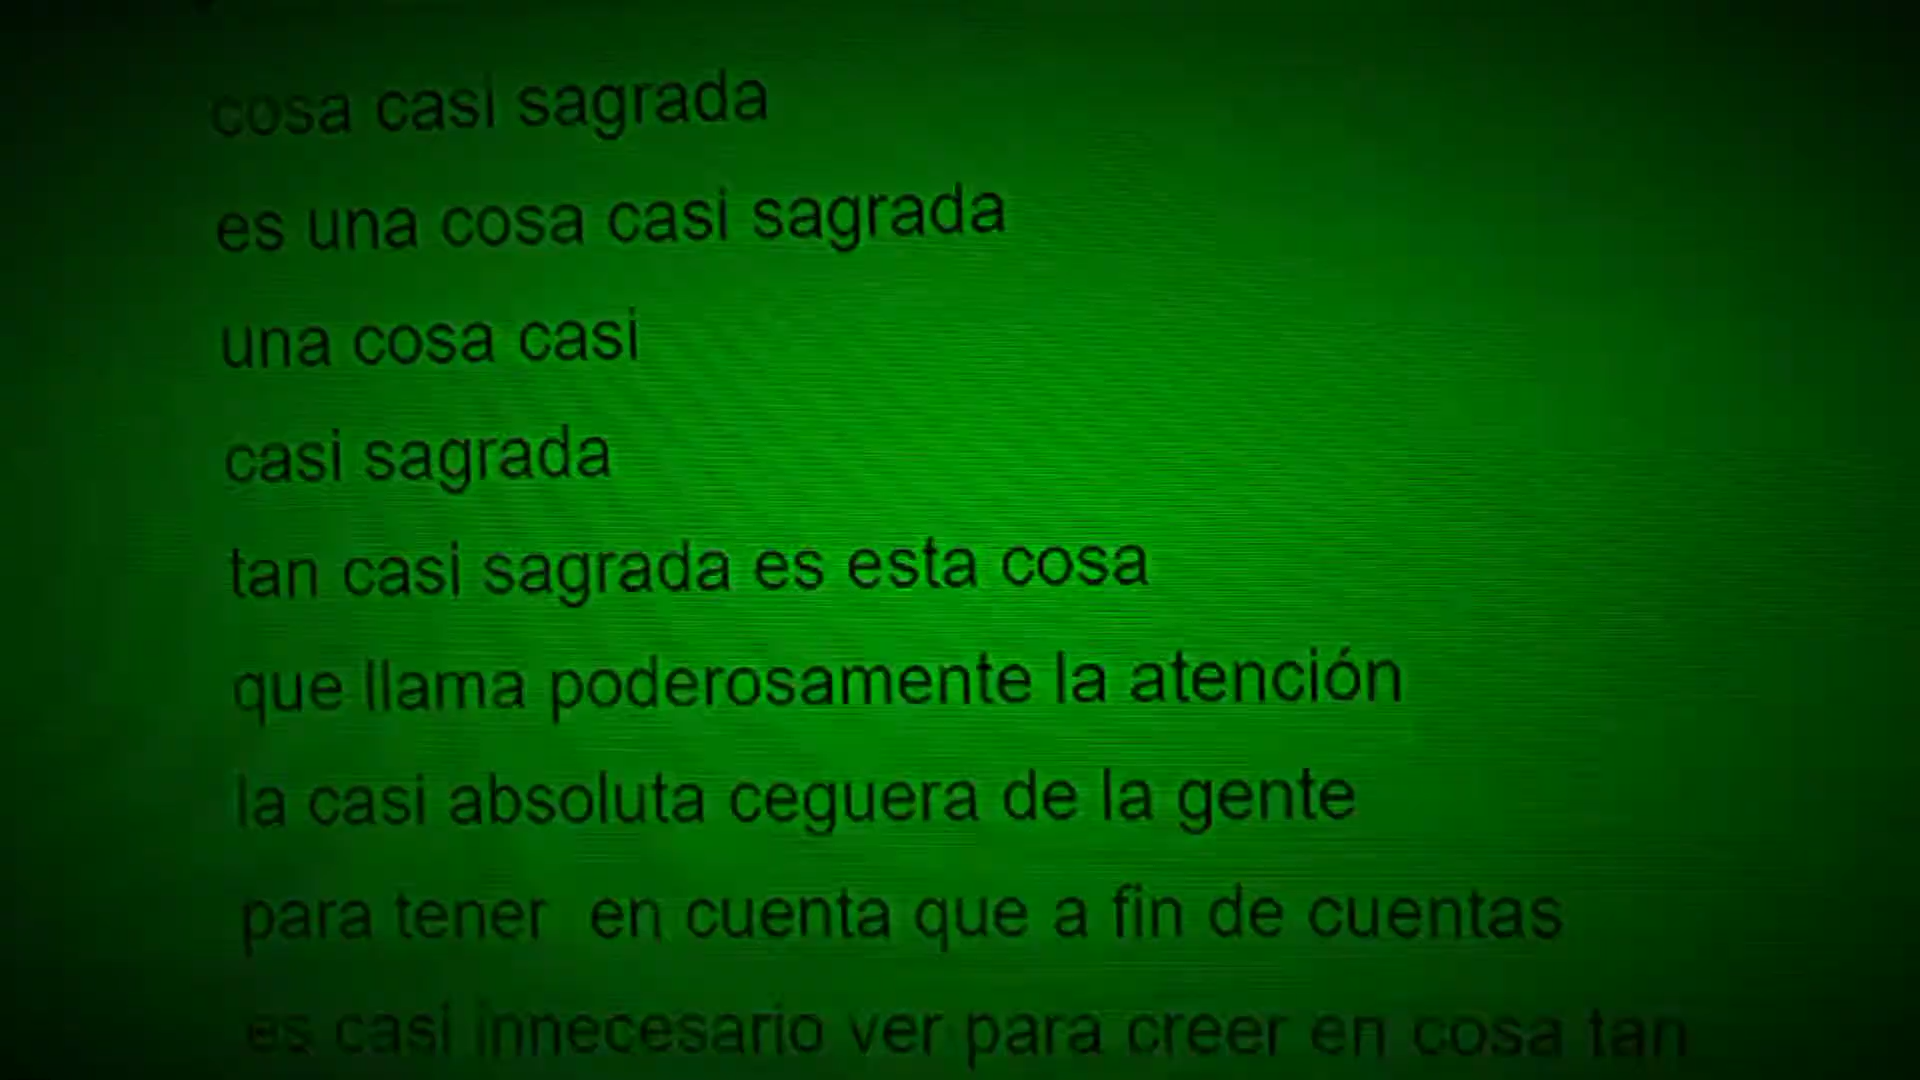 cosa casi sagrada
es una cosa casi sagrada
una cosa casi
casi sagrada
tan casi sagrada es esta cosa
que llama poderosamente la atención
la casi absoluta ceguera de la gente
para tener en cuenta que a fin de cuentas
es casi innecesario ver para creer en cosa tan